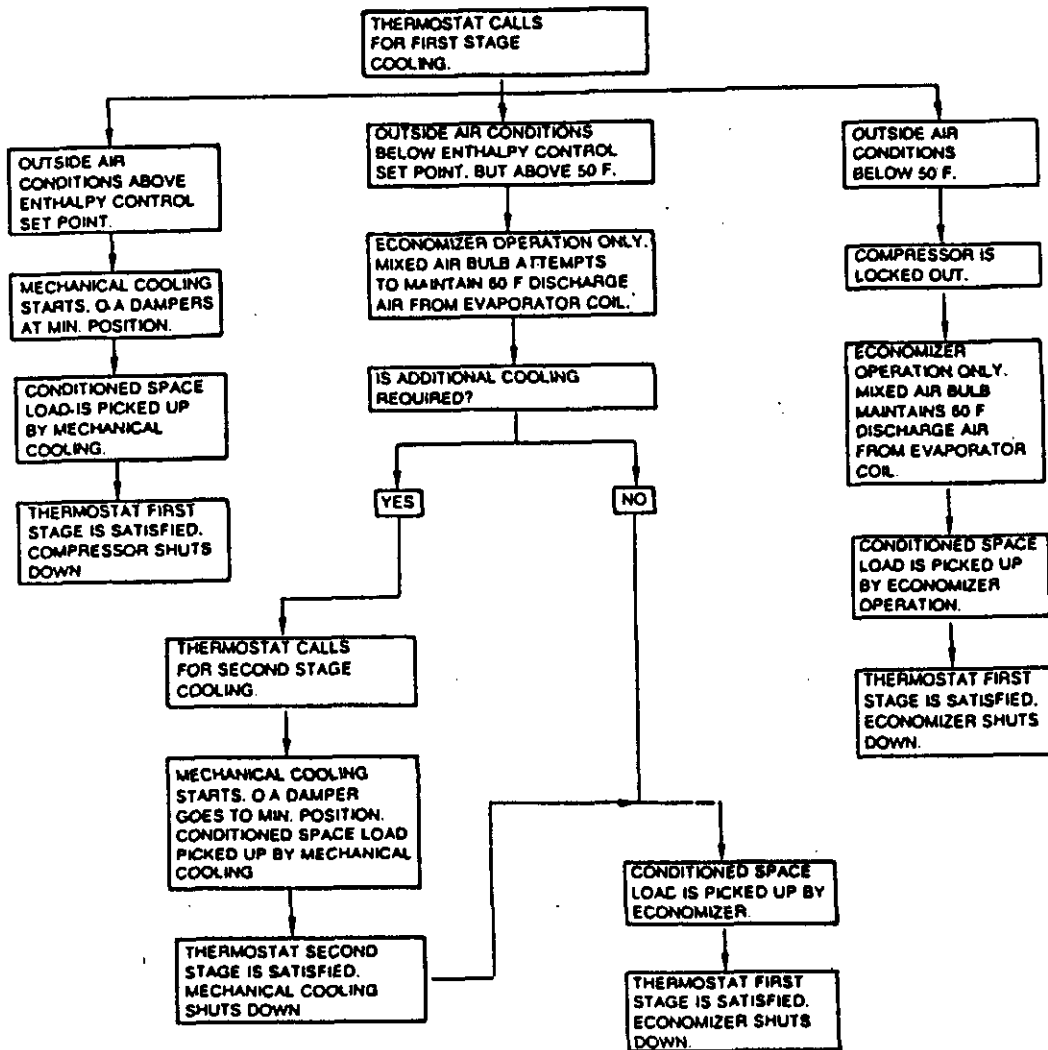 THERMOSTAT CALLS
FOR FIRST STAGE
COOLING.
OUTSIDE AIR
CONDITIONS ABOVE
ENTHALPY CONTROL
SET POINT.
MECHANICAL COOLING
STARTS. O.A DAMPERS
AT MIN. POSITION.
CONDITIONED SPACE
LOAD IS PICKED UP
BY MECHANICAL
COOLING.
THERMOSTAT FIRST
STAGE IS SATISFIED.
COMPRESSOR SHUTS
DOWN
OUTSIDE AIR CONDITIONS
BELOW ENTHALPY CONTROL
SET POINT. BUT ABOVE 50 F.
ECONOMIZER OPERATION ONLY.
MIXED AIR BULB ATTEMPTS
TO MAINTAIN 60 F DISCHARGE
AIR FROM EVAPORATOR COIL.
IS ADDITIONAL COOLING
REQUIRED?
YES
NO
THERMOSTAT CALLS
FOR SECOND STAGE
COOLING.
MECHANICAL COOLING
STARTS. O A DAMPER
GOES TO MIN. POSITION.
CONDITIONED SPACE LOAD
PICKED UP BY MECHANICAL
COOLING
THERMOSTAT SECOND
STAGE IS SATISFIED.
MECHANICAL COOLING
SHUTS DOWN
CONDITIONED SPACE
LOAD IS PICKED UP BY
ECONOMIZER.
THERMOSTAT FIRST
STAGE IS SATISFIED.
ECONOMIZER SHUTS
DOWN.
OUTSIDE AIR
CONDITIONS
BELOW 50 F.
COMPRESSOR IS
LOCKED OUT.
ECONOMIZER
OPERATION ONLY.
MIXED AIR BULB
MAINTAINS 60 F
DISCHARGE AIR
FROM EVAPORATOR
COIL.
CONDITIONED SPACE
LOAD IS PICKED UP
BY ECONOMIZER
OPERATION.
THERMOSTAT FIRST
STAGE IS SATISFIED.
ECONOMIZER SHUTS
DOWN.